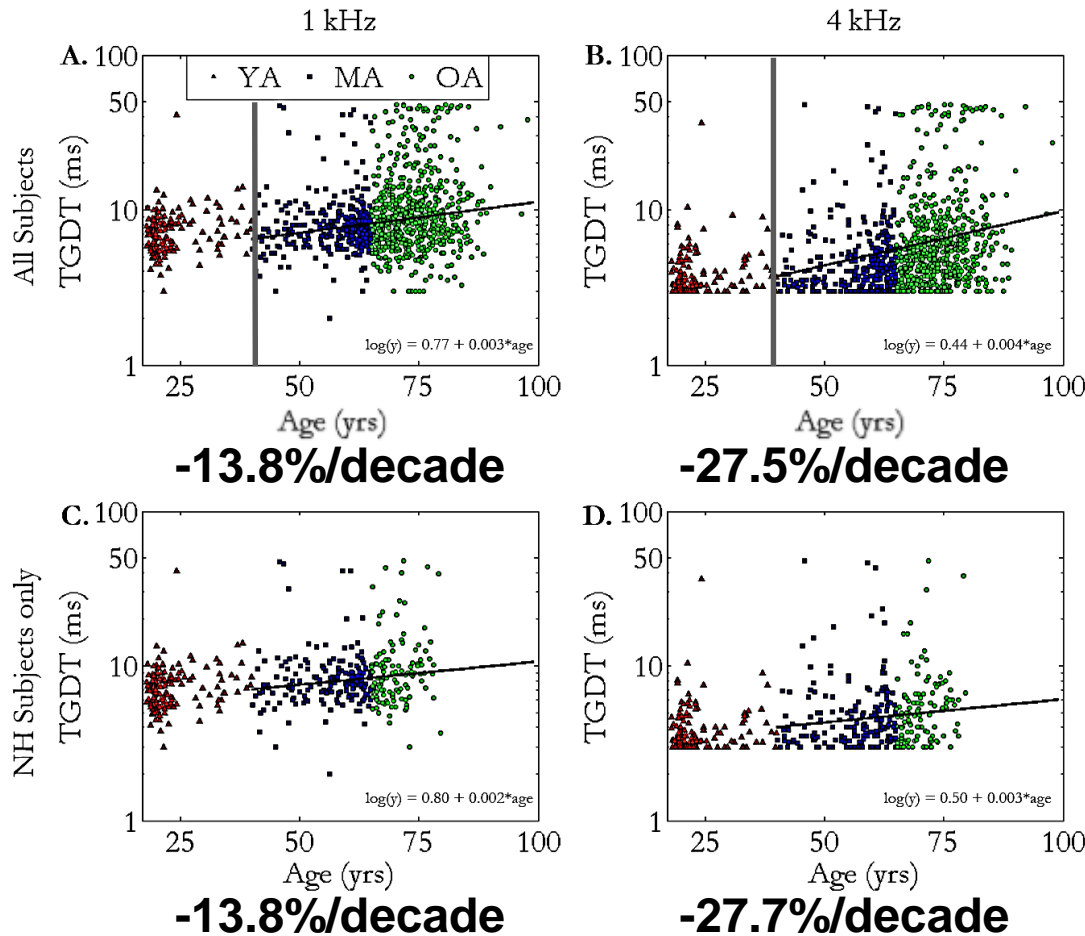 1 kHz
4 kHz
A.
100
50
10
1
TGDT (ms)
All Subjects
YA MA OA
log(y) = 0.77 + 0.003*age
25 50 75 100
Age (yrs)
-13.8%/decade
B.
100
50
10
1
TGDT (ms)
log(y) = 0.44 + 0.004*age
25 50 75 100
Age (yrs)
-27.5%/decade
C.
100
50
10
1
TGDT (ms)
NH Subjects only
log(y) = 0.80 + 0.002*age
25 50 75 100
Age (yrs)
-13.8%/decade
D.
100
50
10
1
TGDT (ms)
log(y) = 0.50 + 0.003*age
25 50 75 100
Age (yrs)
-27.7%/decade